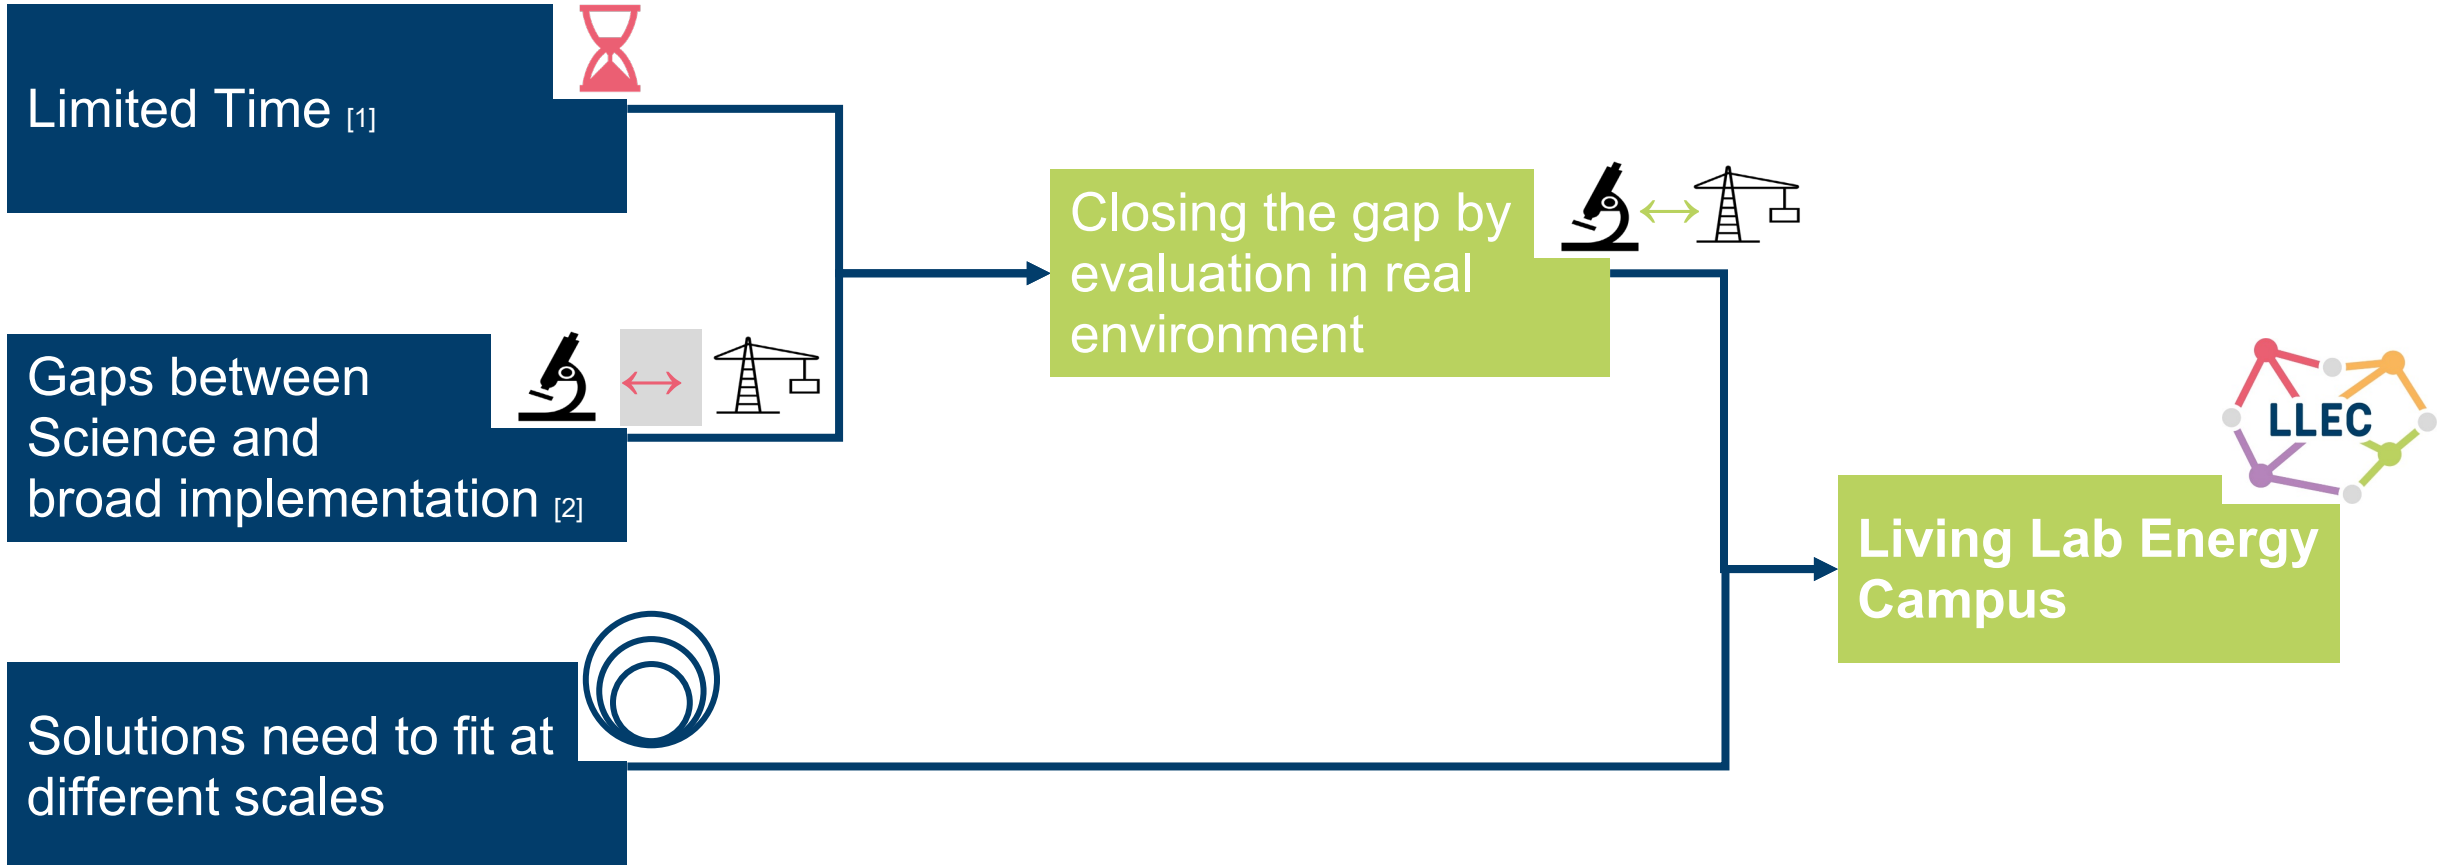 Limited Time [1]
Gaps between
Science and
broad implementation [2]
Solutions need to fit at
different scales
Closing the gap by
evaluation in real
environment
LLEC
Living Lab Energy
Campus